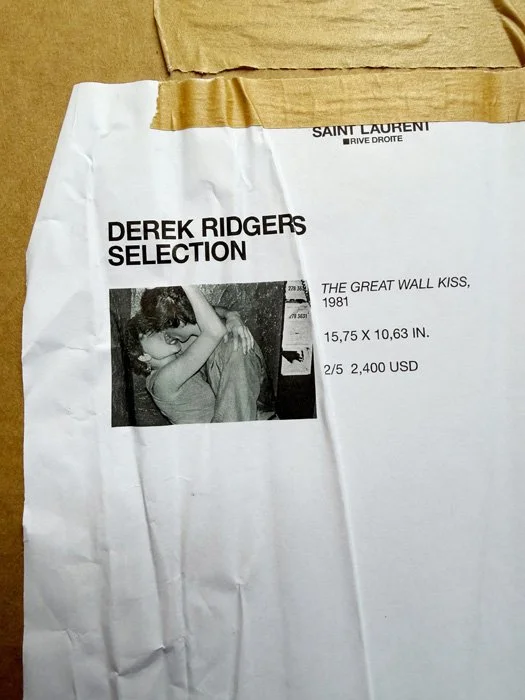 SAINT LAURENT
RIVE DROITE
DEREK RIDGERS
SELECTION
THE GREAT WALL KISS,
1981
15,75 X 10,63 IN.
2/5 2,400 USD